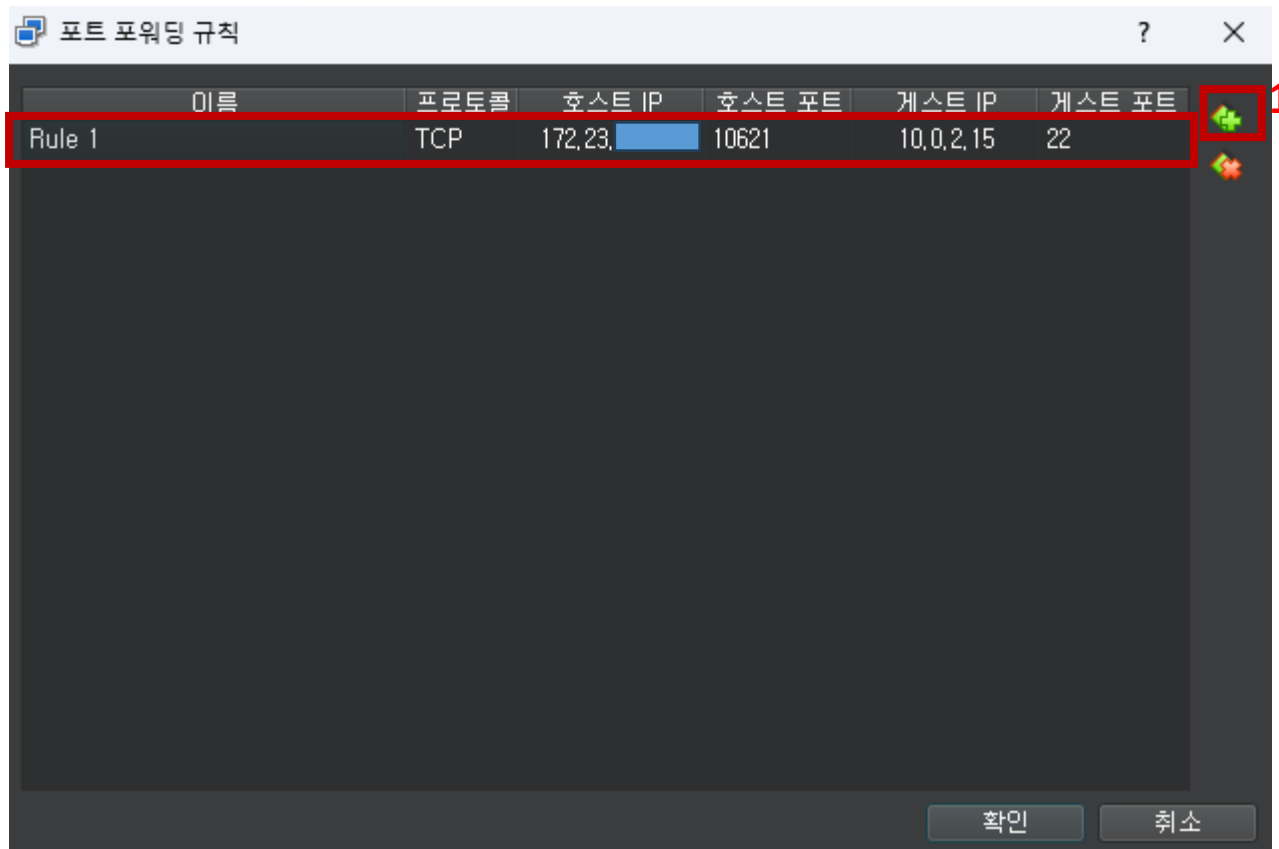 포트 포워딩 규칙 ?
이름 프로토콜 호스트 IP 호스트 포트 게스트 IP 게스트 포트 1
Rule 1 TCP 172,23, 10621 10,0,2,15 22
확인 취소